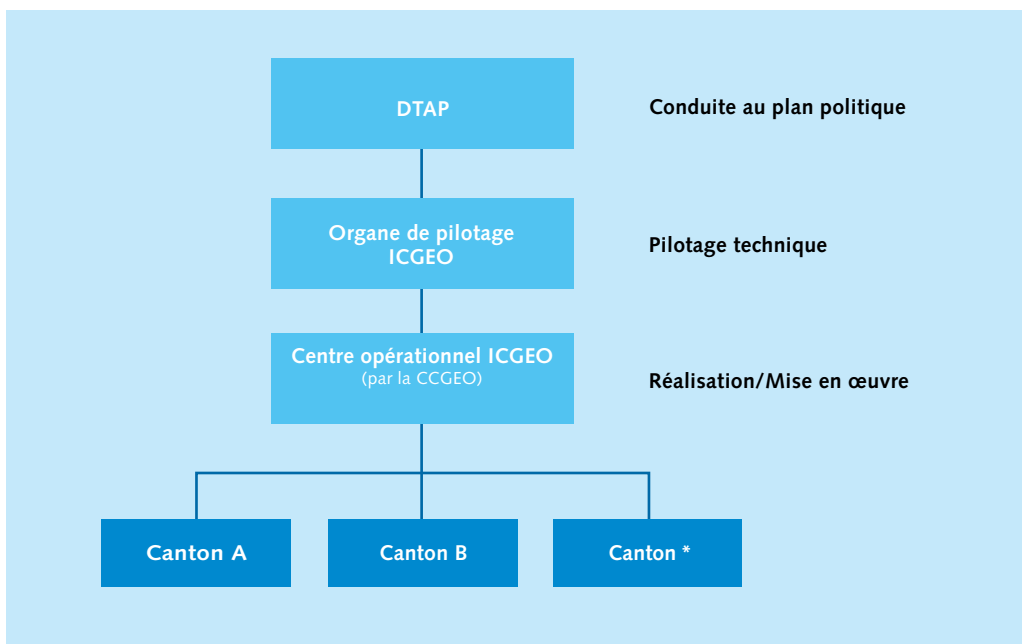 DTAP
Conduite au plan politique
Organe de pilotage
ICGEO
Pilotage technique
Centre opérationnel ICGEO
(par la CCGEO)
Réalisation/Mise en œuvre
Canton A
Canton B
Canton *